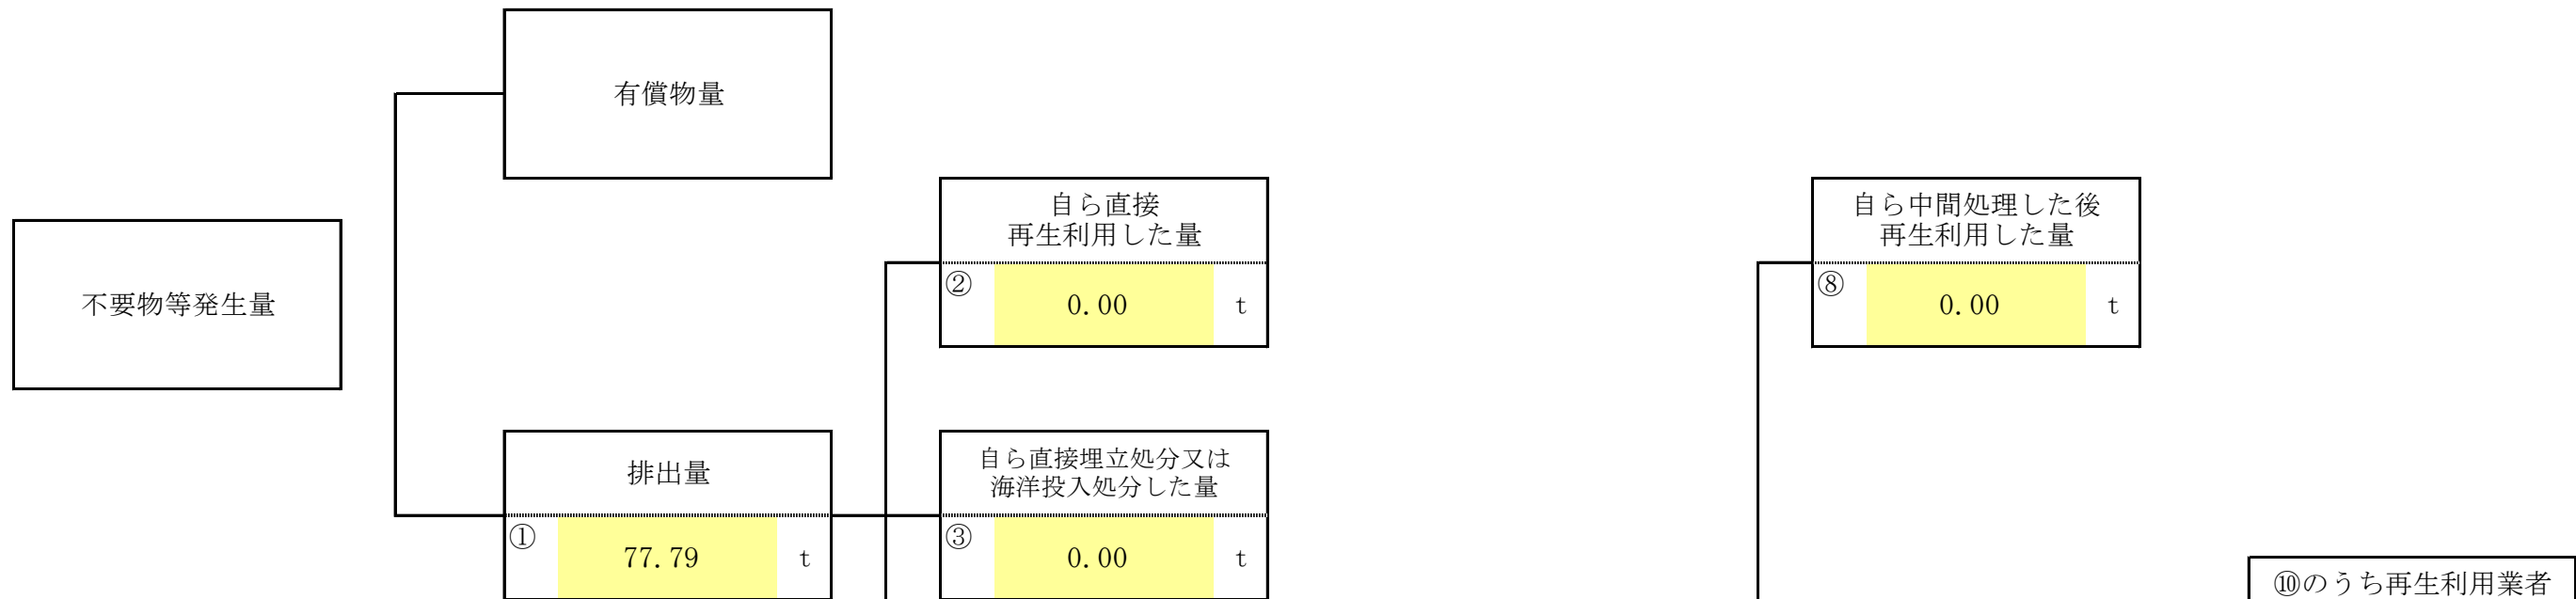 有償物量
自ら直接
再生利用した量
② 0.00 t
自ら中間処理した後
再生利用した量
⑧ 0.00 t
不要物等発生量
排出量
① 77.79 t
自ら直接埋立処分又は
海洋投入処分した量
③ 0.00 t
⑩のうち再生利用業者